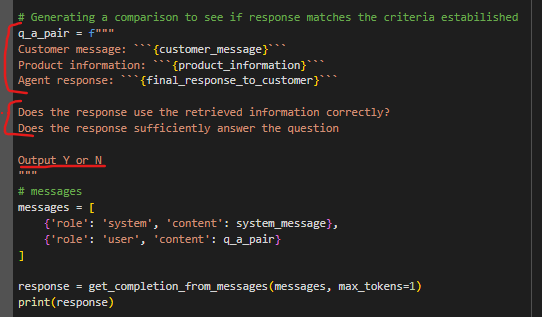 # Generating a comparison to see if response matches the criteria estabilished
q_a_pair = f"""
Customer message: ```{customer_message}```
Product information: ```{product_information}```
Agent response: ```{final_response_to_customer}```
Does the response use the retrieved information correctly?
Does the response sufficiently answer the question
Output Y or N
"""
# messages
messages = [
    {'role': 'system', 'content': system_message},
    {'role': 'user', 'content': q_a_pair}
]
response = get_completion_from_messages(messages, max_tokens=1)
print(response)